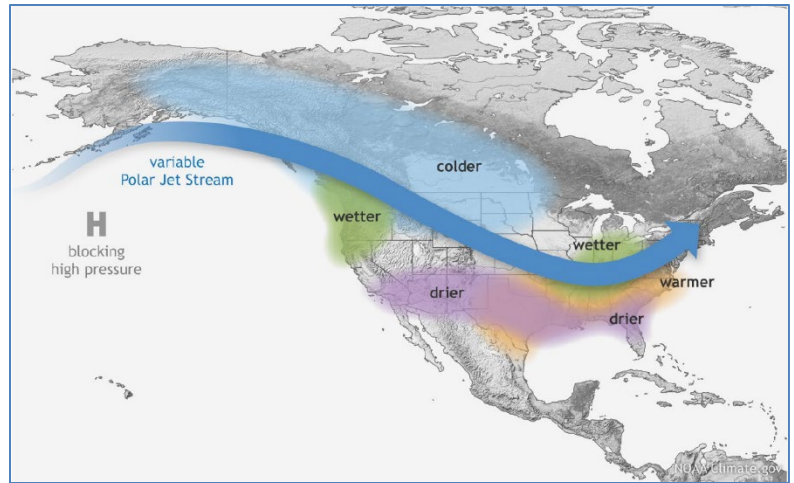 variable
Polar Jet Stream
colder
H
blocking
high pressure
wetter
wetter
warmer
drier
drier
NOAA Climate.gov